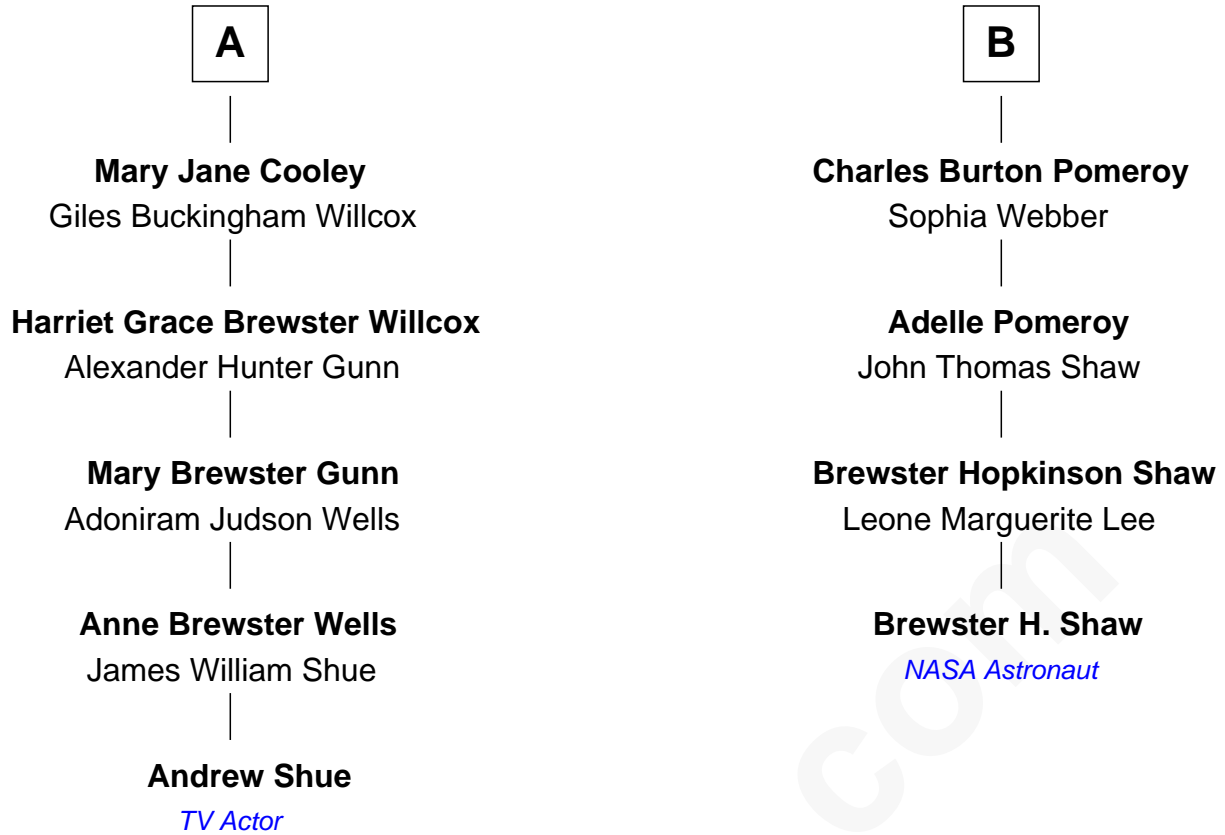 A
Mary Jane Cooley
Giles Buckingham Willcox
Harriet Grace Brewster Willcox
Alexander Hunter Gunn
Mary Brewster Gunn
Adoniram Judson Wells
Anne Brewster Wells
James William Shue
Andrew Shue
TV Actor
B
Charles Burton Pomeroy
Sophia Webber
Adelle Pomeroy
John Thomas Shaw
Brewster Hopkinson Shaw
Leone Marguerite Lee
Brewster H. Shaw
NASA Astronaut
com